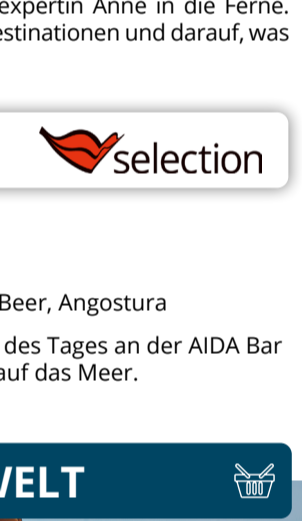 expertin Anne in die Ferne.
estinationen und darauf, was
selection
Beer, Angostura
des Tages an der AIDA Bar
auf das Meer.
WELT